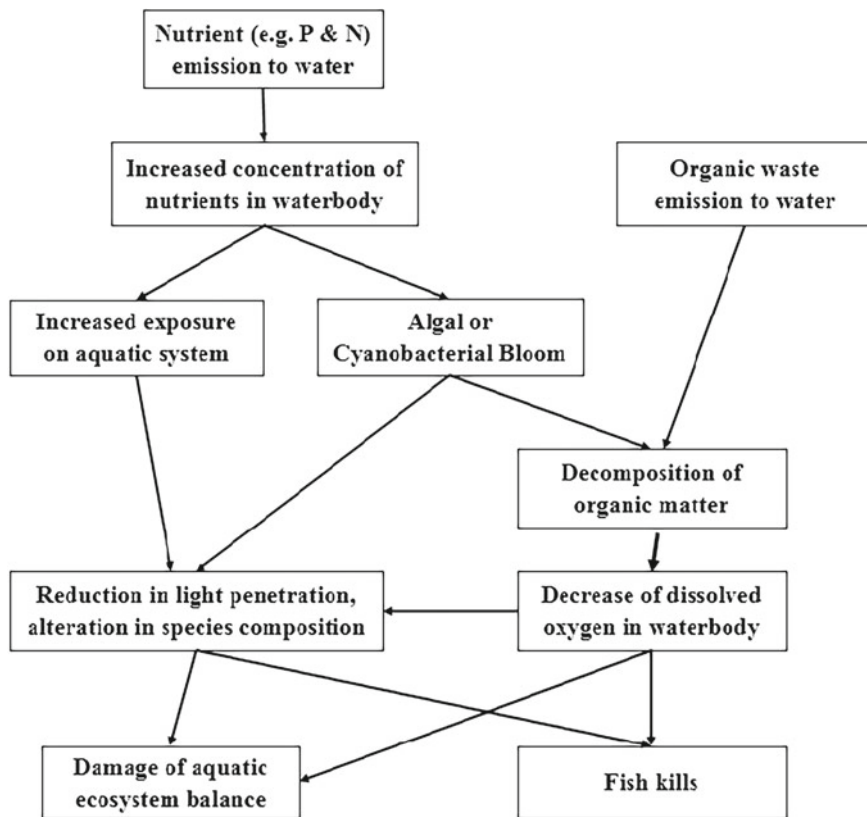 Nutrient (e.g. P & N)
emission to water
Increased concentration of
nutrients in waterbody
Organic waste
emission to water
Increased exposure
on aquatic system
Algal or
Cyanobacterial Bloom
Decomposition of
organic matter
Reduction in light penetration,
alteration in species composition
Decrease of dissolved
oxygen in waterbody
Damage of aquatic
ecosystem balance
Fish kills